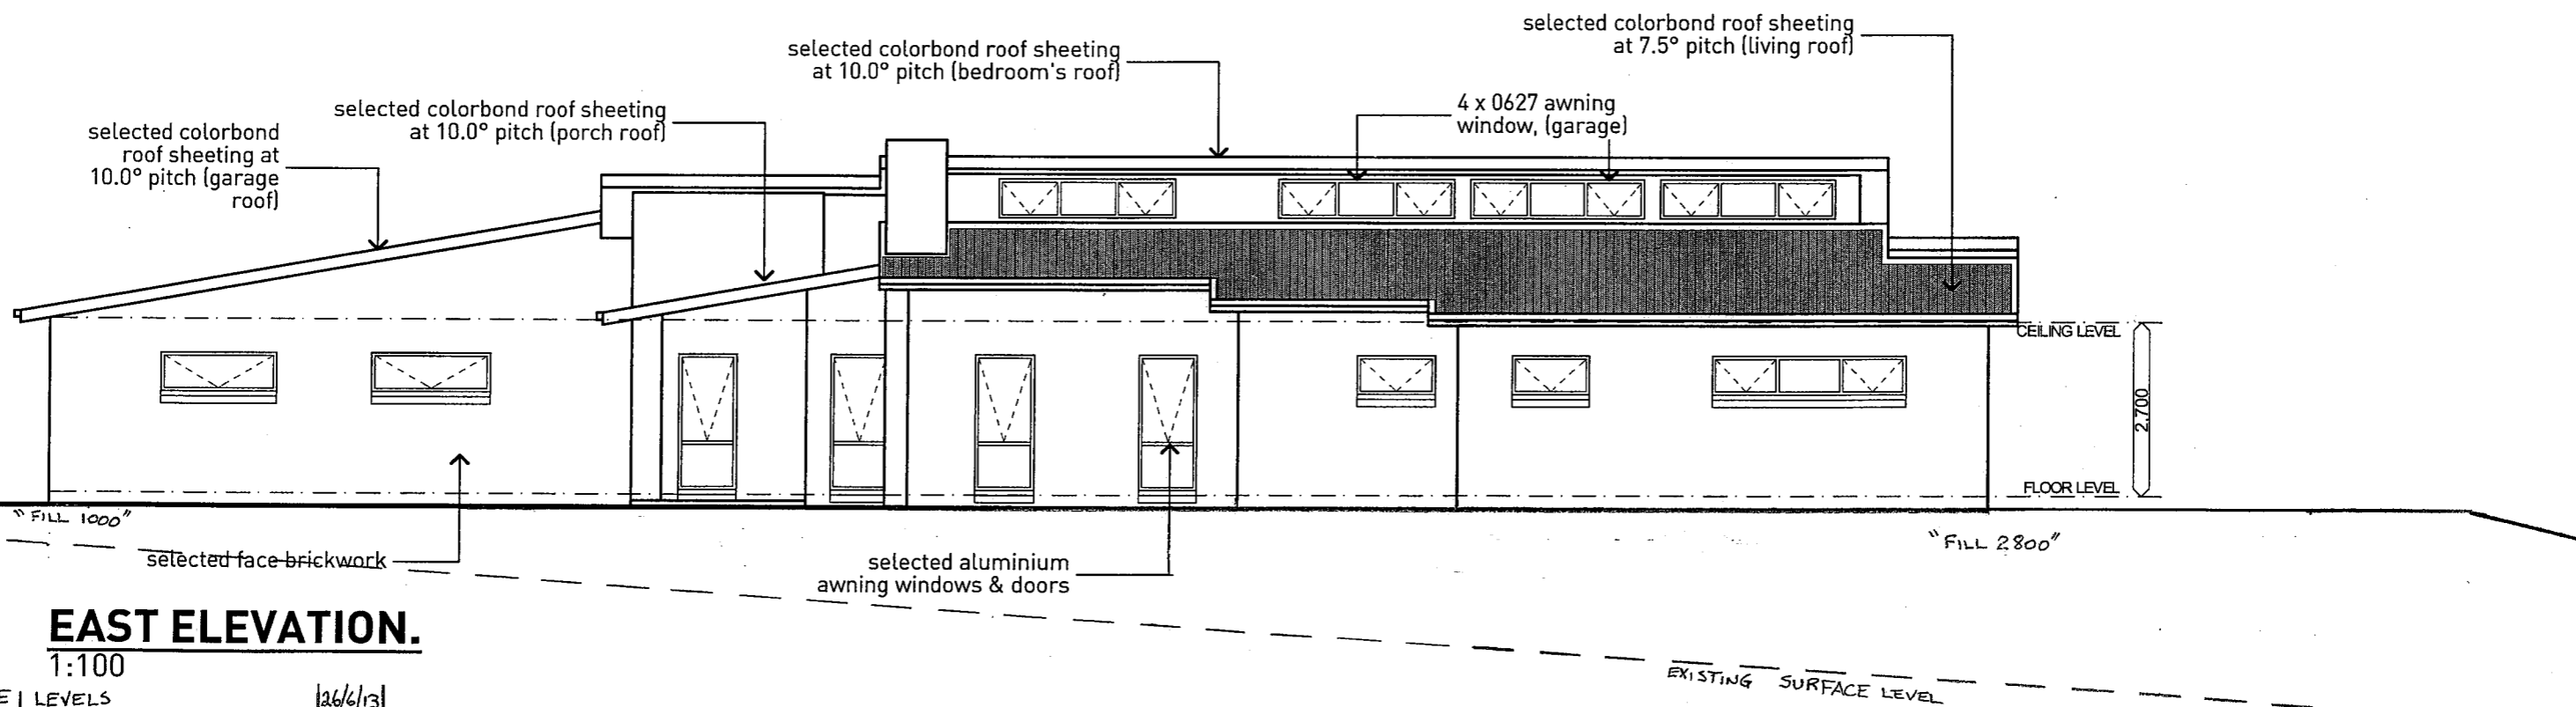 selected colorbond roof sheeting
at 7.5° pitch (living roof)
selected colorbond roof sheeting
at 10.0° pitch (bedroom's roof)
4 x 0627 awning
window, (garage)
selected colorbond roof sheeting
at 10.0° pitch (porch roof)
selected colorbond
roof sheeting at
10.0° pitch (garage
roof)
CEILING LEVEL
2,700
FLOOR LEVEL
"FILL 1000"
"FILL 2800"
selected face brickwork
selected aluminium
awning windows & doors
EAST ELEVATION.
1:100
EXISTING SURFACE LEVEL
E | LEVELS |26/6/13|